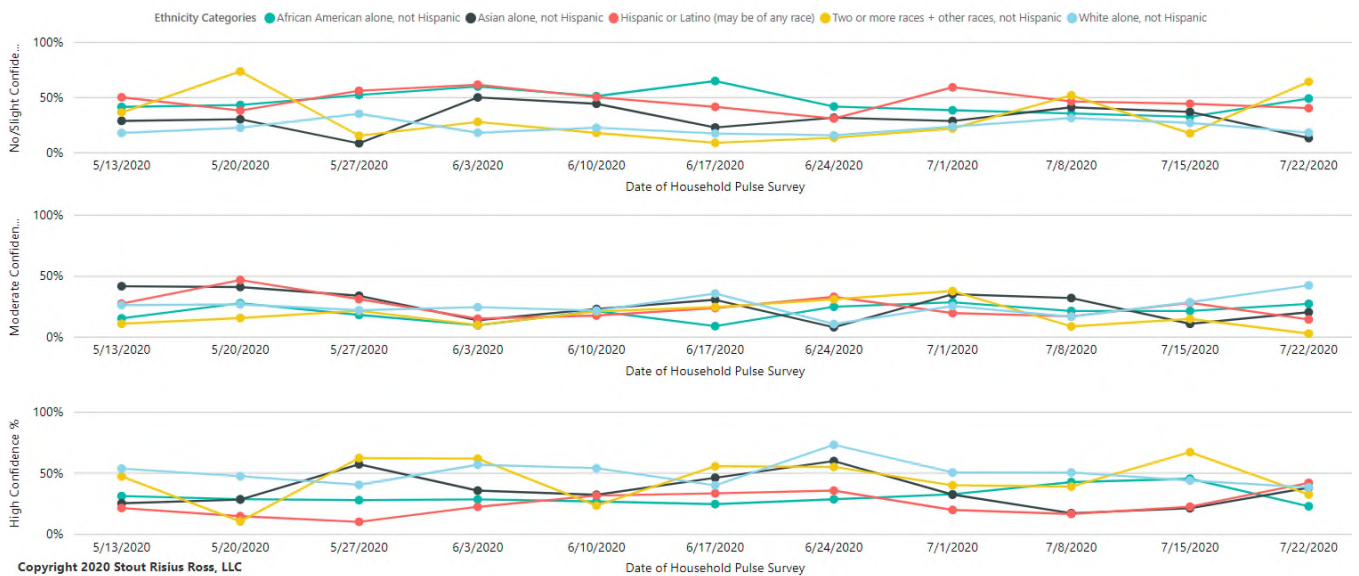 Ethnicity Categories African American alone, not Hispanic Asian alone, not Hispanic Hispanic or Latino (may be of any race) Two or more races + other races, not Hispanic White alone, not Hispanic
No/Slight Confide...
100%
50%
0%
5/13/2020 5/20/2020 5/27/2020 6/3/2020 6/10/2020 6/17/2020 6/24/2020 7/1/2020 7/8/2020 7/15/2020 7/22/2020
Date of Household Pulse Survey
Moderate Confiden...
100%
50%
0%
5/13/2020 5/20/2020 5/27/2020 6/3/2020 6/10/2020 6/17/2020 6/24/2020 7/1/2020 7/8/2020 7/15/2020 7/22/2020
Date of Household Pulse Survey
High Confidence %
100%
50%
0%
5/13/2020 5/20/2020 5/27/2020 6/3/2020 6/10/2020 6/17/2020 6/24/2020 7/1/2020 7/8/2020 7/15/2020 7/22/2020
Date of Household Pulse Survey
Copyright 2020 Stout Risius Ross, LLC